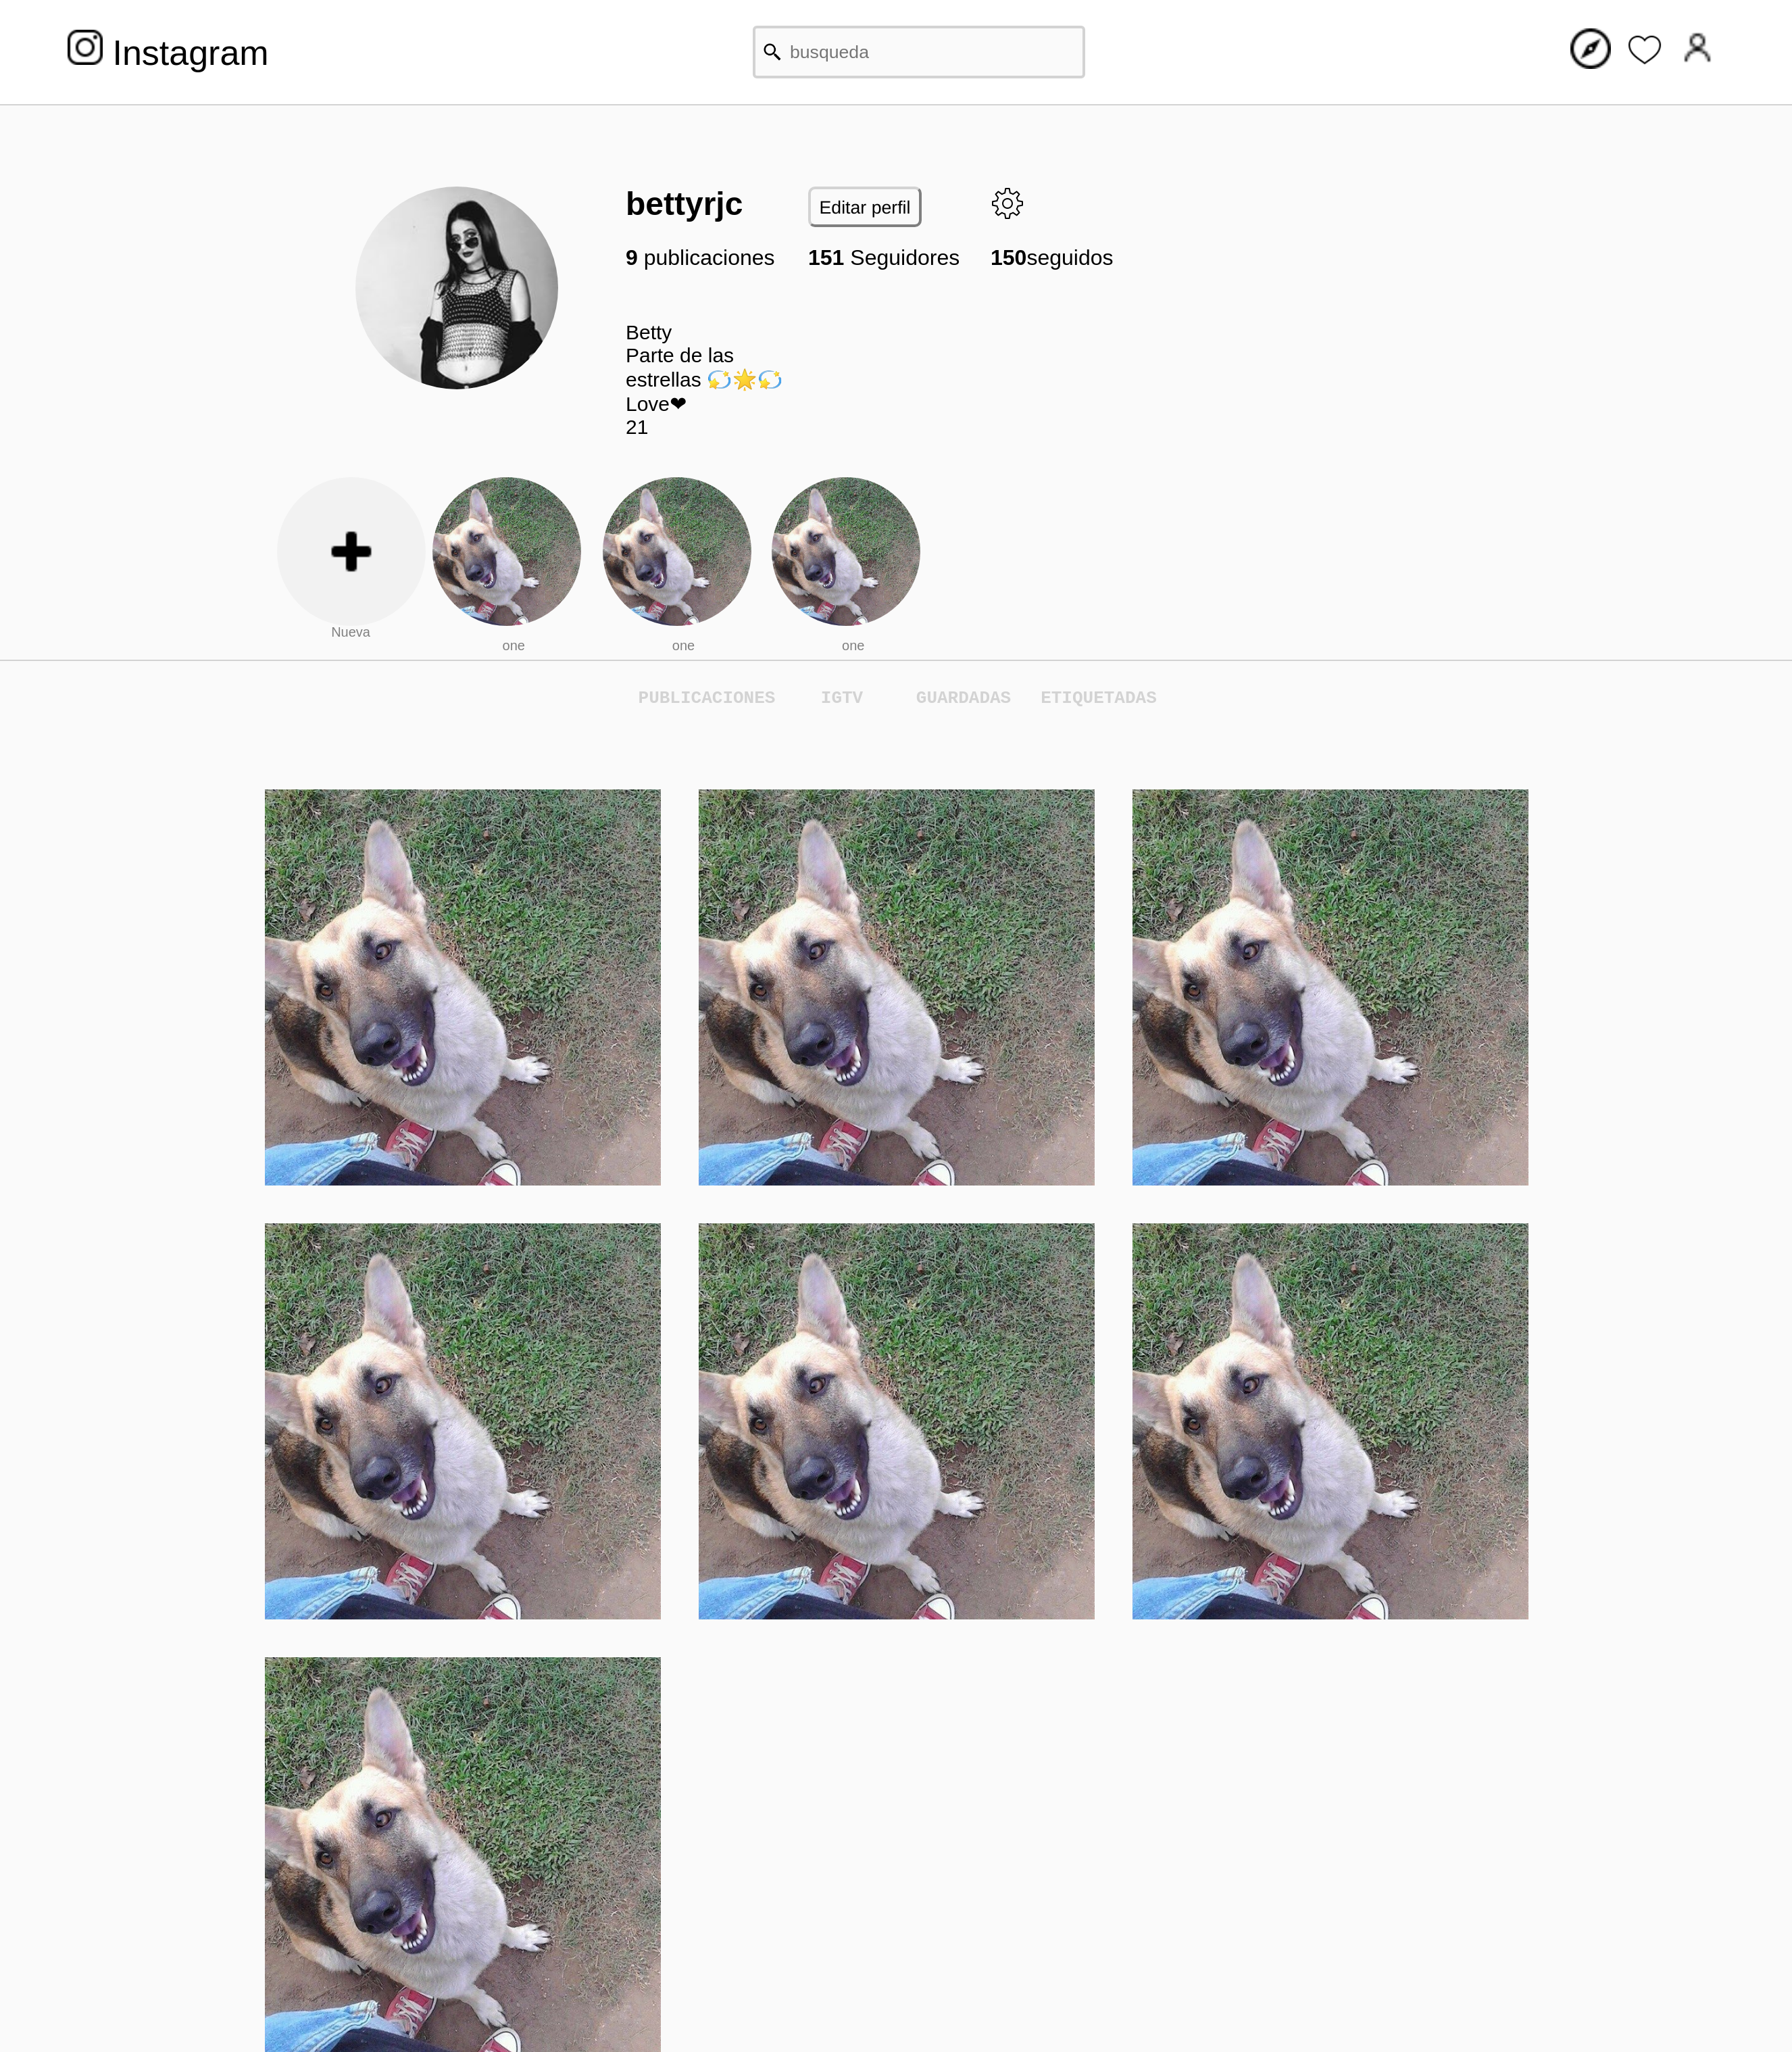 Instagram
busqueda
bettyrjc
Editar perfil
9 publicaciones
151 Seguidores
150seguidos
Betty
Parte de las
estrellas 💫🌟💫
Love❤
21
Nueva
one
one
one
PUBLICACIONES
IGTV
GUARDADAS
ETIQUETADAS